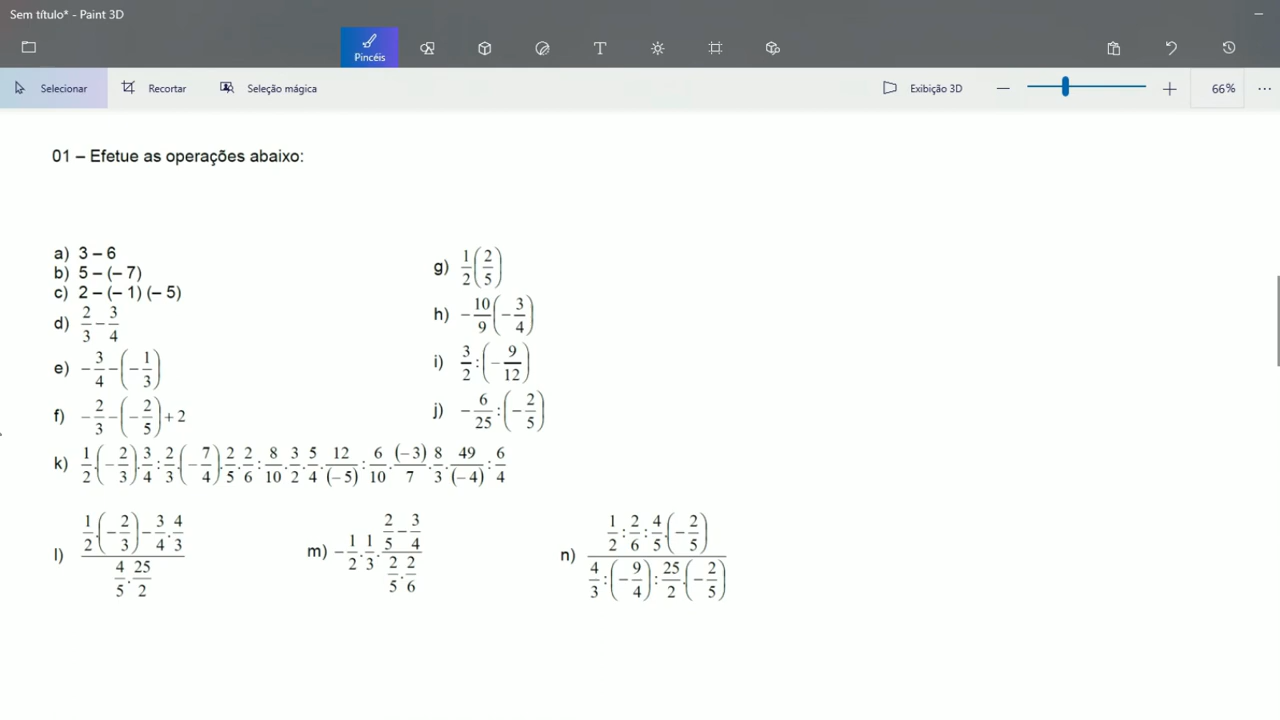 Sem título* - Paint 3D
Pincéis
Selecionar Recortar Seleção mágica Exibição 3D 66%
01 – Efetue as operações abaixo:
a) 3 – 6
b) 5 – (– 7)
c) 2 – (– 1) (– 5)
d) 2/3 − 3/4
e) −3/4 − (−1/3)
f) −2/3 − (−2/5) + 2
g) 1/2 (2/5)
h) −10/9 (−3/4)
i) 3/2 : (−9/12)
j) −6/25 : (−2/5)
k) 1/2 . (−2/3) . 3/4 : 2/3 . (−7/4) . 2/5 . 2/6 : 8/10 . 3/2 . 5/4 . 12/(−5) : 6/10 . (−3)/7 . 8/3 . 49/(−4) : 6/4
l) (1/2 . (−2/3) − 3/4 . 4/3) / (4/5 . 25/2)
m) −1/2 . 1/3 . (2/5 − 3/4) / (2/5 . 2/6)
n) (1/2 : 2/6 : 4/5 . (−2/5)) / (4/3 : (−9/4) : 25/2 . (−2/5))